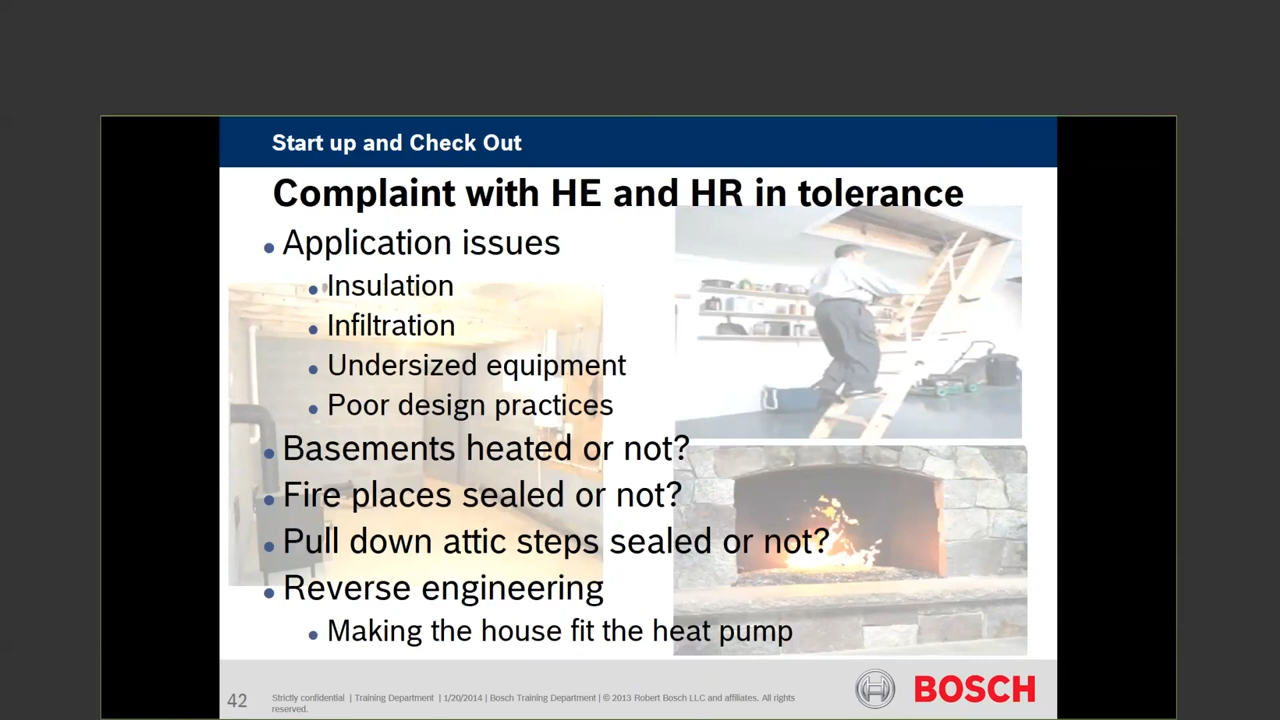 Start up and Check Out
Complaint with HE and HR in tolerance
Application issues
Insulation
Infiltration
Undersized equipment
Poor design practices
Basements heated or not?
Fire places sealed or not?
Pull down attic steps sealed or not?
Reverse engineering
Making the house fit the heat pump
42
Strictly confidential | Training Department | 1/20/2014 | Bosch Training Department | © 2013 Robert Bosch LLC and affiliates. All rights
reserved.
BOSCH